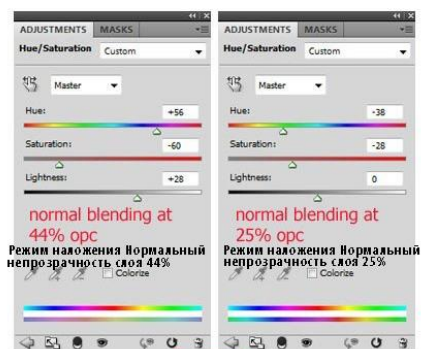 ADJUSTMENTS MASKS
Hue/Saturation Custom
Master
Hue: +56
Saturation: -60
Lightness: +28
normal blending at
44% opc
Режим наложения Нормальный
непрозрачность слоя 44%
Colorize
ADJUSTMENTS MASKS
Hue/Saturation Custom
Master
Hue: -38
Saturation: -28
Lightness: 0
normal blending at
25% opc
Режим наложения Нормальный
непрозрачность слоя 25%
Colorize